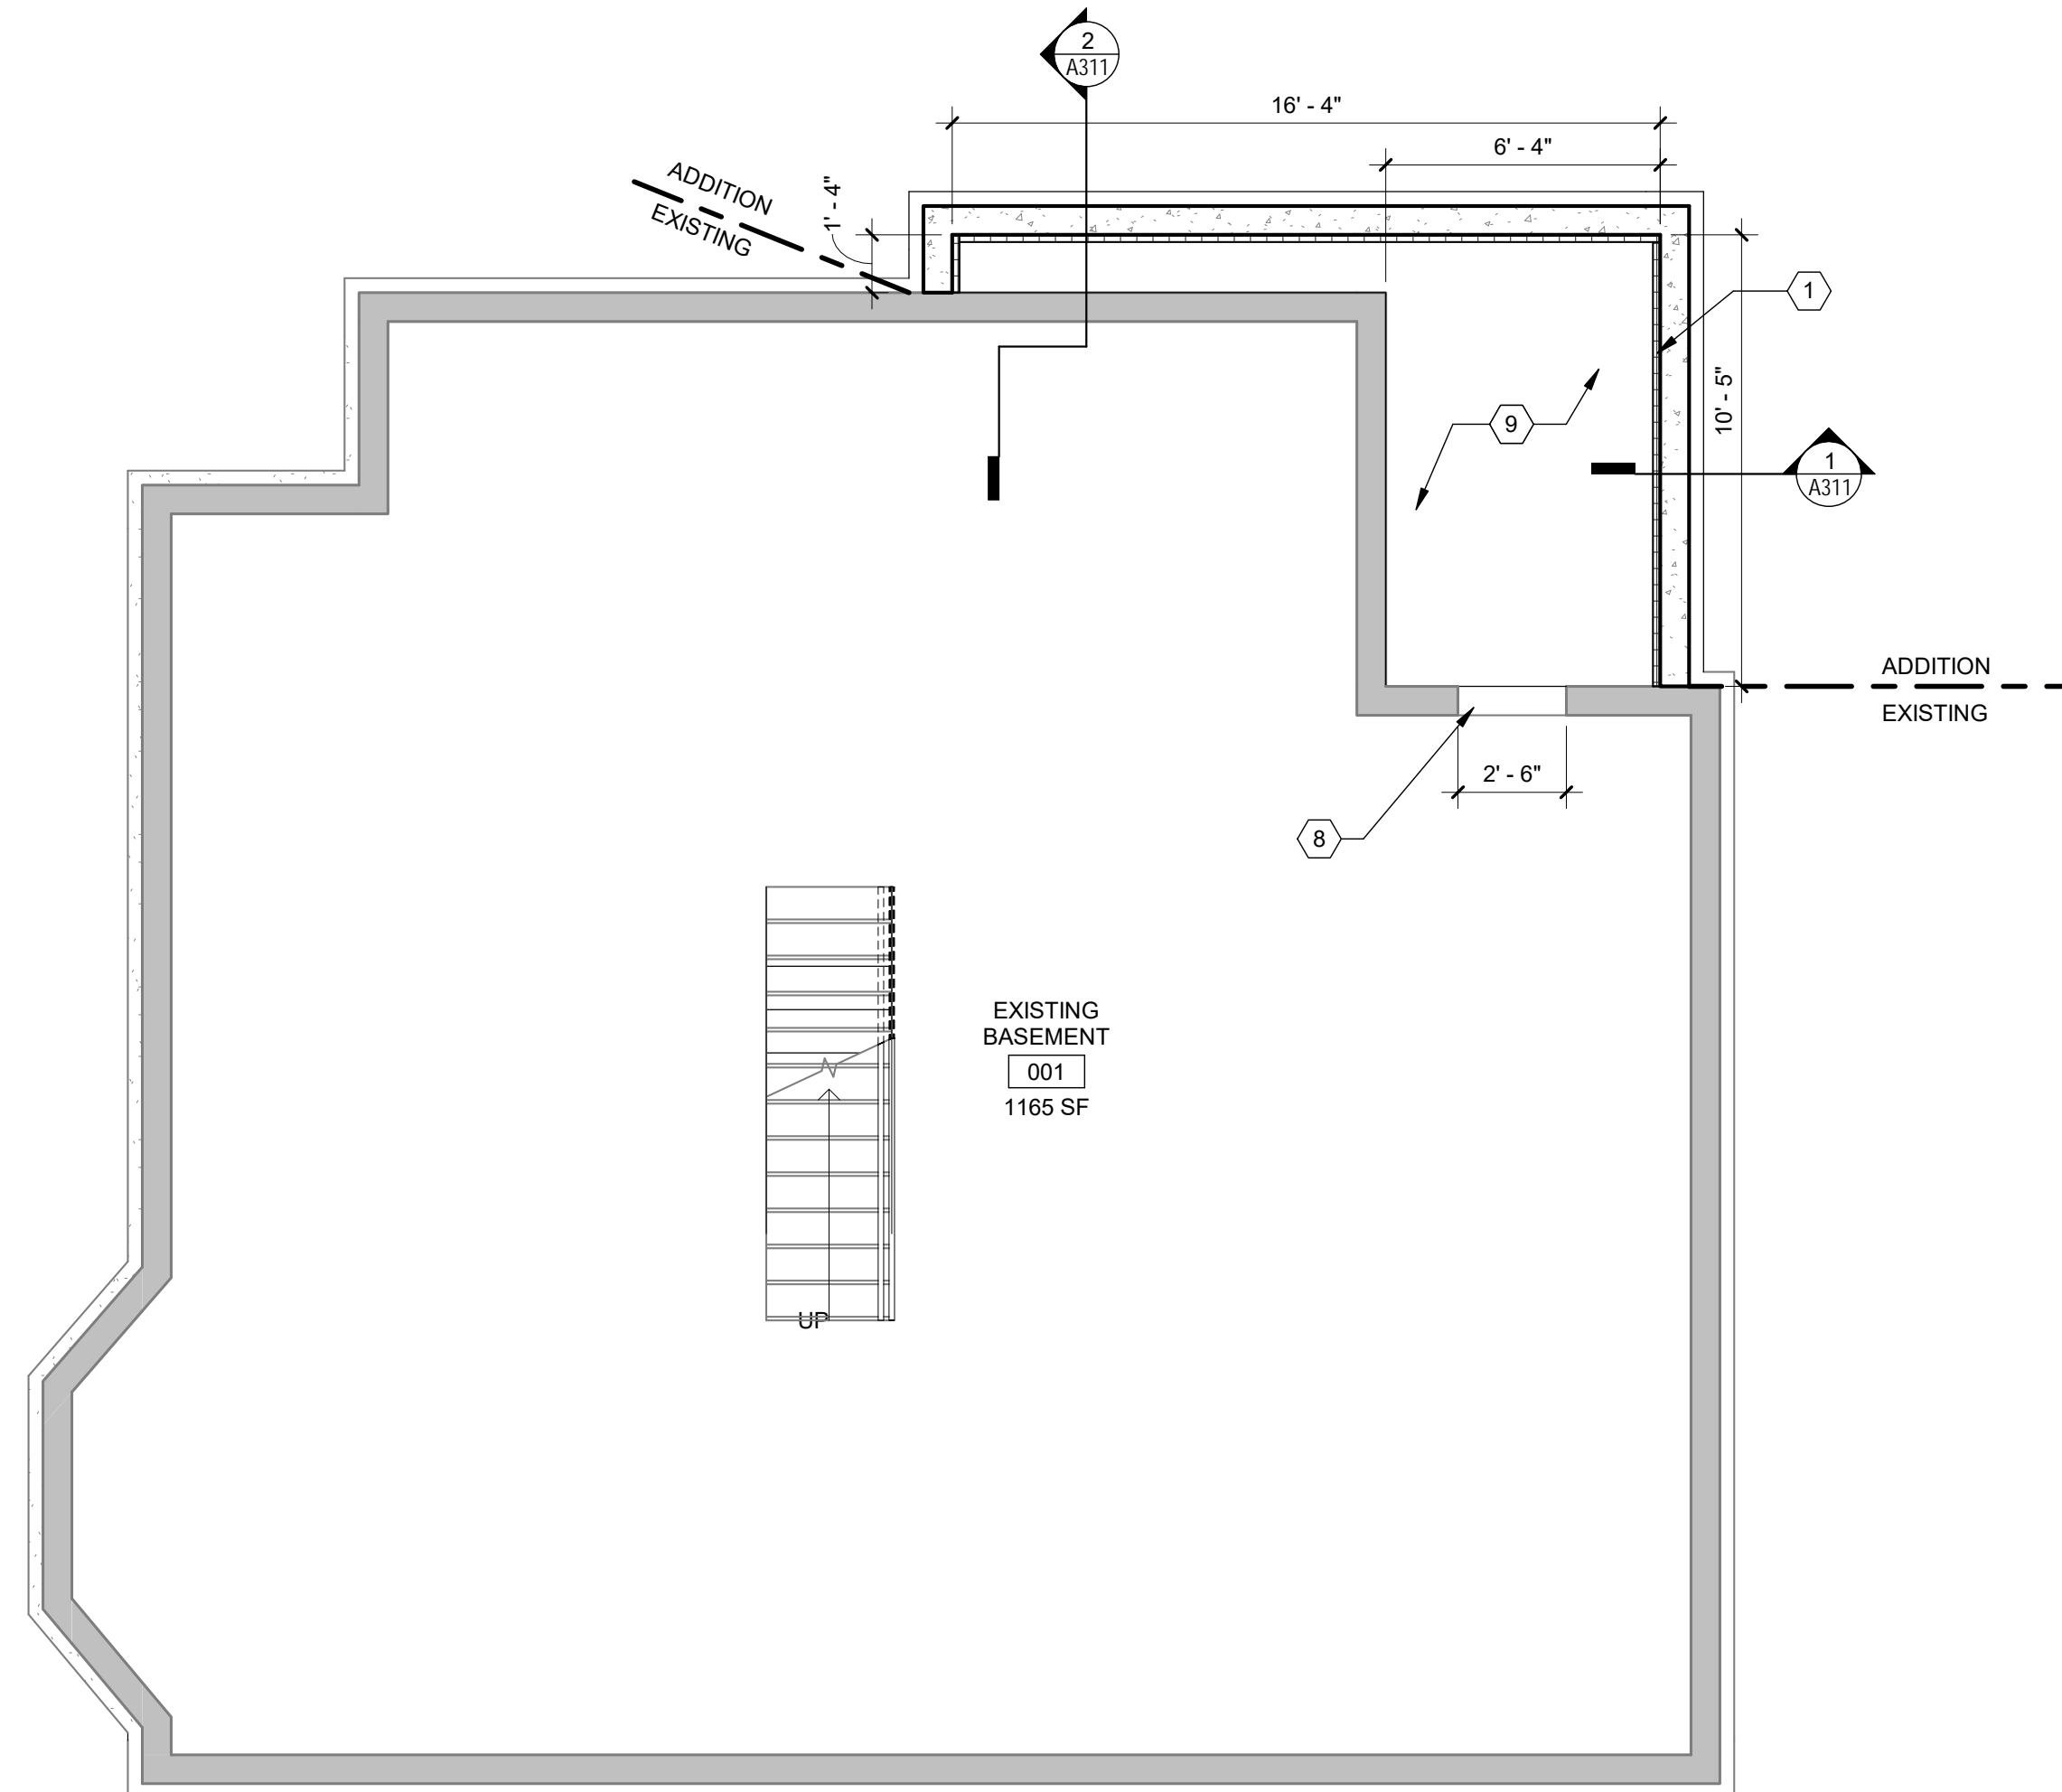 2
A311
16' - 4"
6' - 4"
ADDITION
EXISTING
1' - 4"
1
9
10' - 5"
1
A311
ADDITION
EXISTING
2' - 6"
8
EXISTING
BASEMENT
001
1165 SF
UP